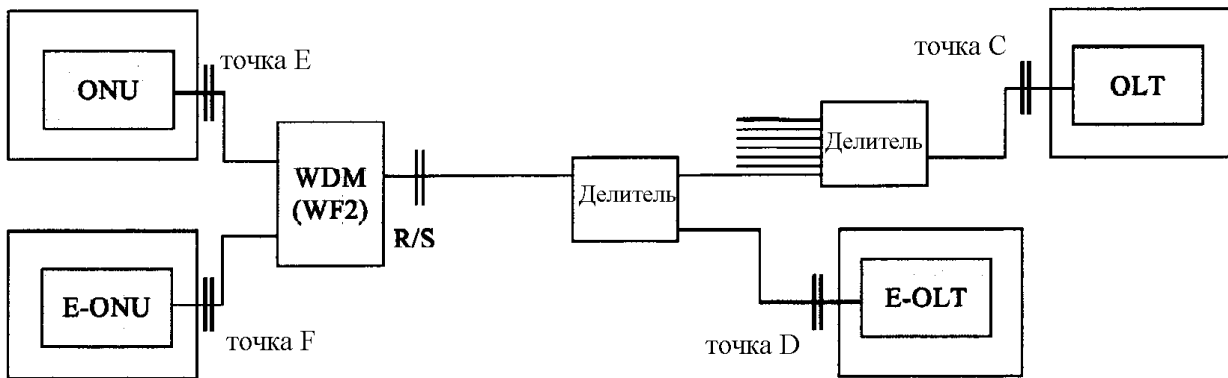 точка E
ONU
точка C
OLT
Делитель
WDM
(WF2)
Делитель
R/S
E-ONU
точка F
E-OLT
точка D